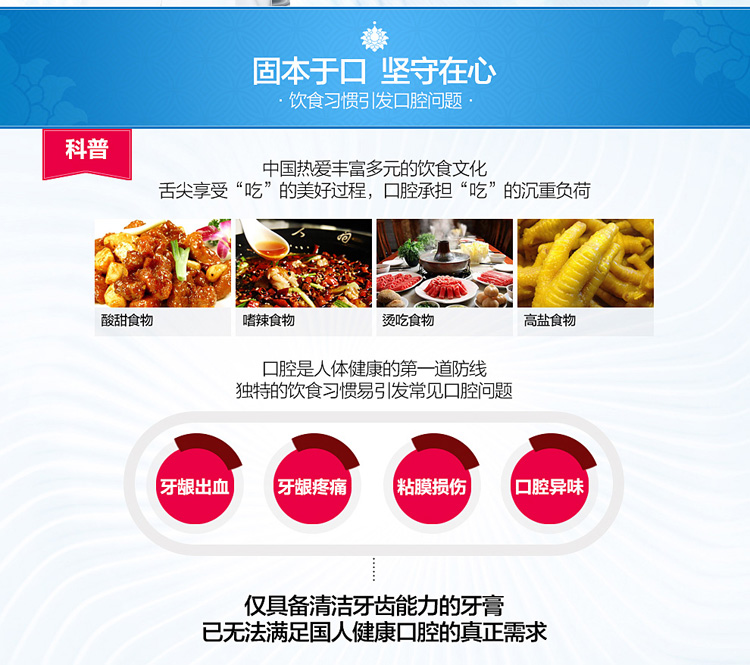 固本于口 坚守在心
·饮食习惯引发口腔问题·
科普
中国热爱丰富多元的饮食文化
舌尖享受“吃”的美好过程，口腔承担“吃”的沉重负荷
酸甜食物
嗜辣食物
烫吃食物
高盐食物
口腔是人体健康的第一道防线
独特的饮食习惯易引发常见口腔问题
牙龈出血
牙龈疼痛
粘膜损伤
口腔异味
仅具备清洁牙齿能力的牙膏
已无法满足国人健康口腔的真正需求